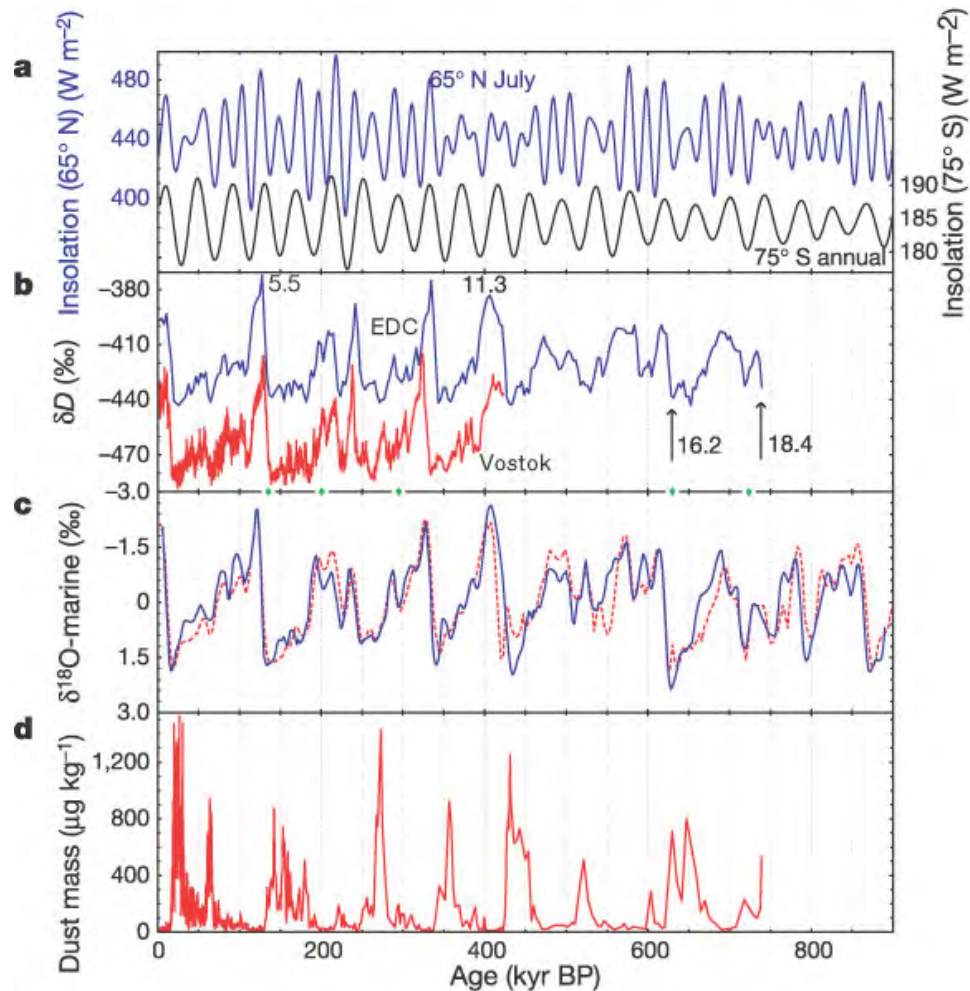 a
Insolation (65° N) (W m⁻²)
480
440
400
65° N July
75° S annual
190
185
180
Insolation (75° S) (W m−2)
b
δD (‰)
−380
−410
−440
−470
5.5
11.3
EDC
Vostok
16.2
18.4
c
δ¹⁸O-marine (‰)
−3.0
−1.5
0
1.5
3.0
d
Dust mass (μg kg⁻¹)
1,200
800
400
0
0 200 400 600 800
Age (kyr BP)